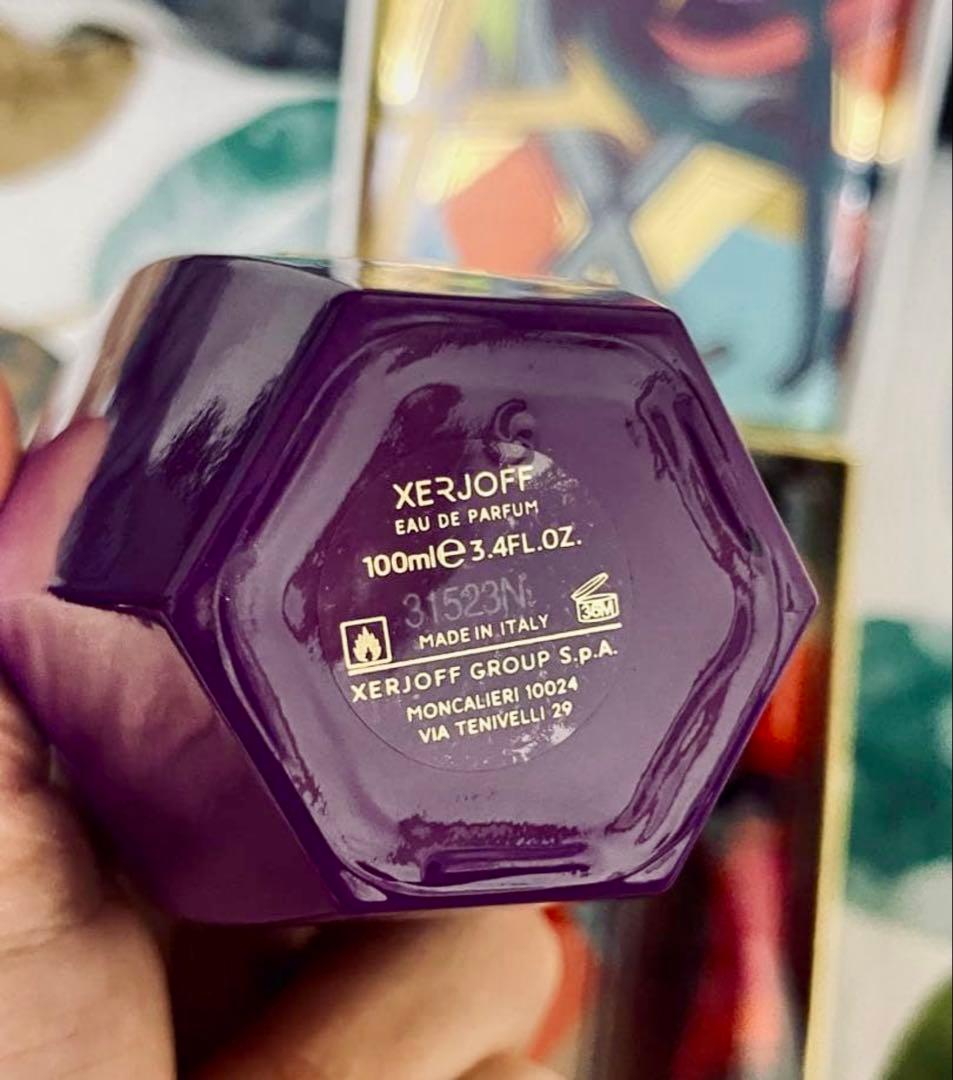 XERJOFF
EAU DE PARFUM
100ml℮ 3.4FL.OZ.
31523N
36M
MADE IN ITALY
XERJOFF GROUP S.p.A.
MONCALIERI 10024
VIA TENIVELLI 29